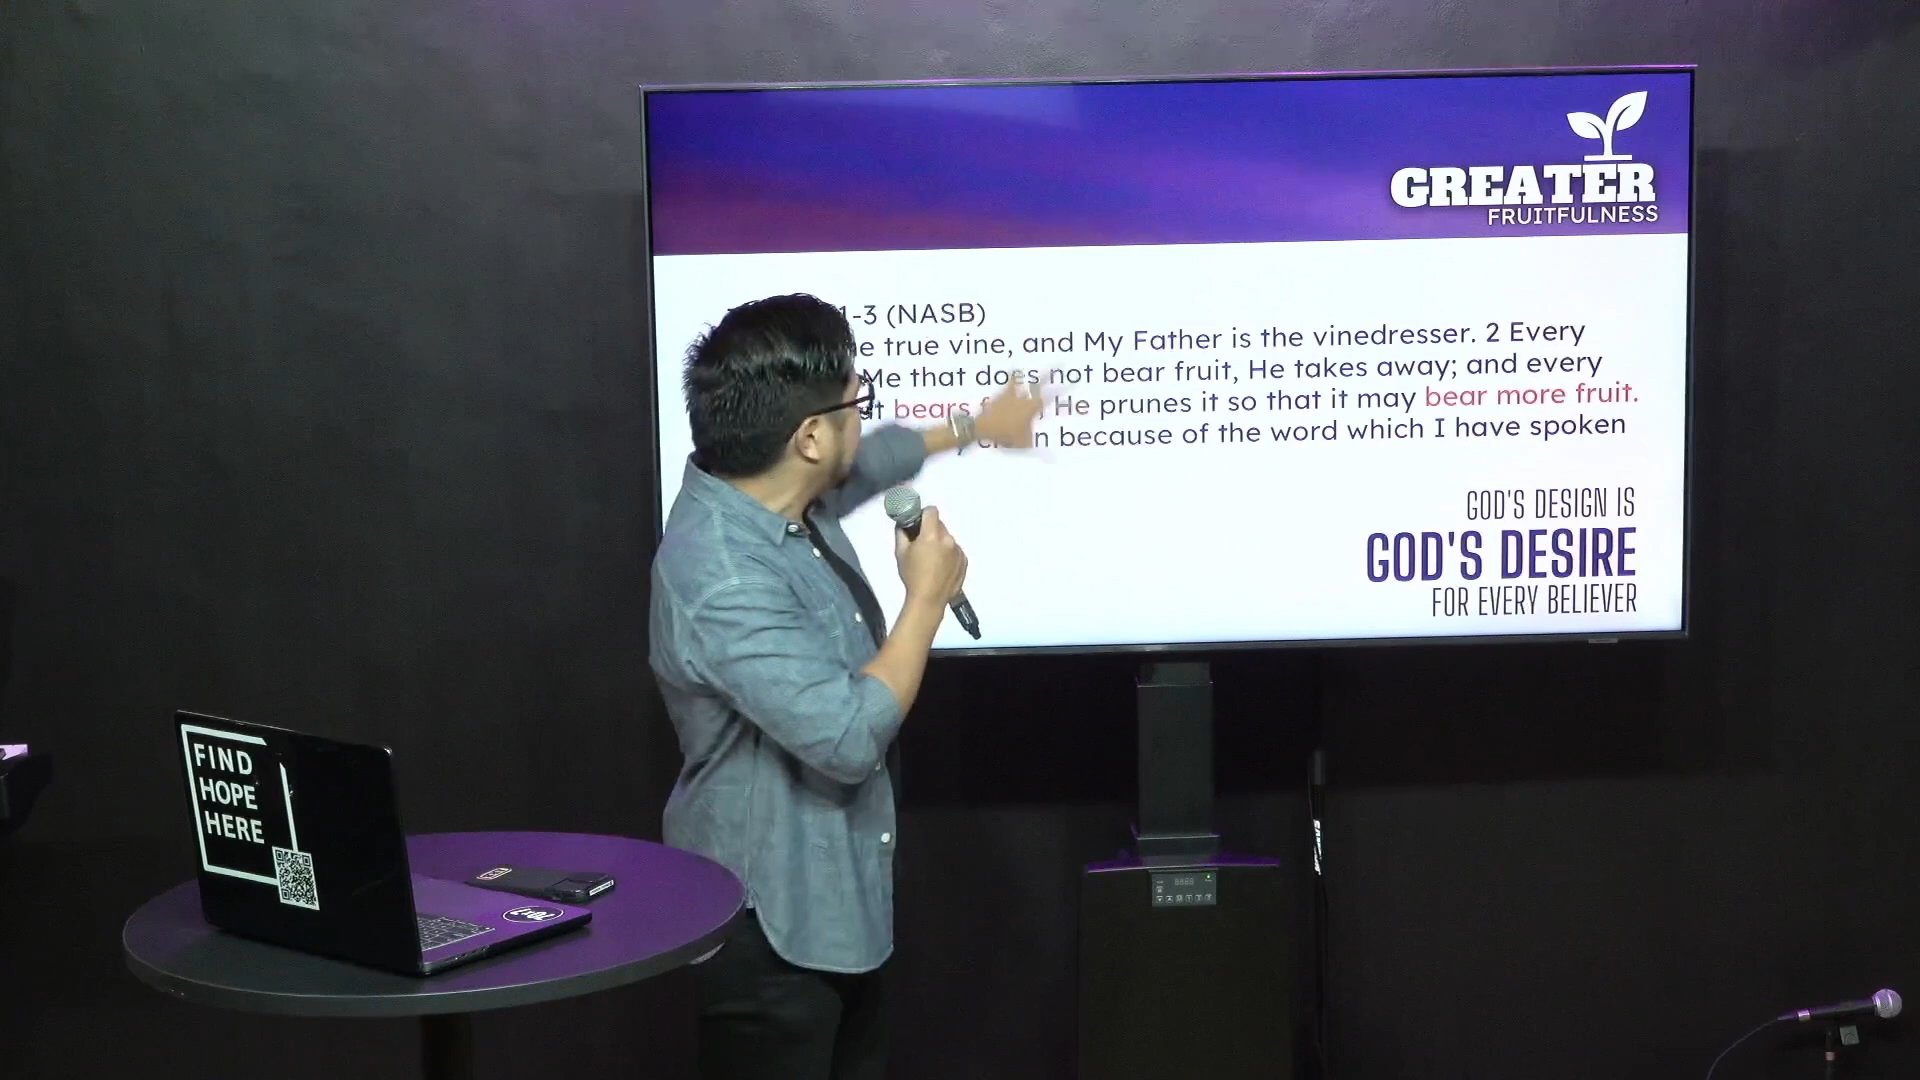 GREATER
FRUITFULNESS
1-3 (NASB)
true vine, and My Father is the vinedresser. 2 Every
Me that does not bear fruit, He takes away; and every
bears He prunes it so that it may bear more fruit.
because of the word which I have spoken
GOD'S DESIGN IS
GOD'S DESIRE
FOR EVERY BELIEVER
FIND
HOPE
HERE